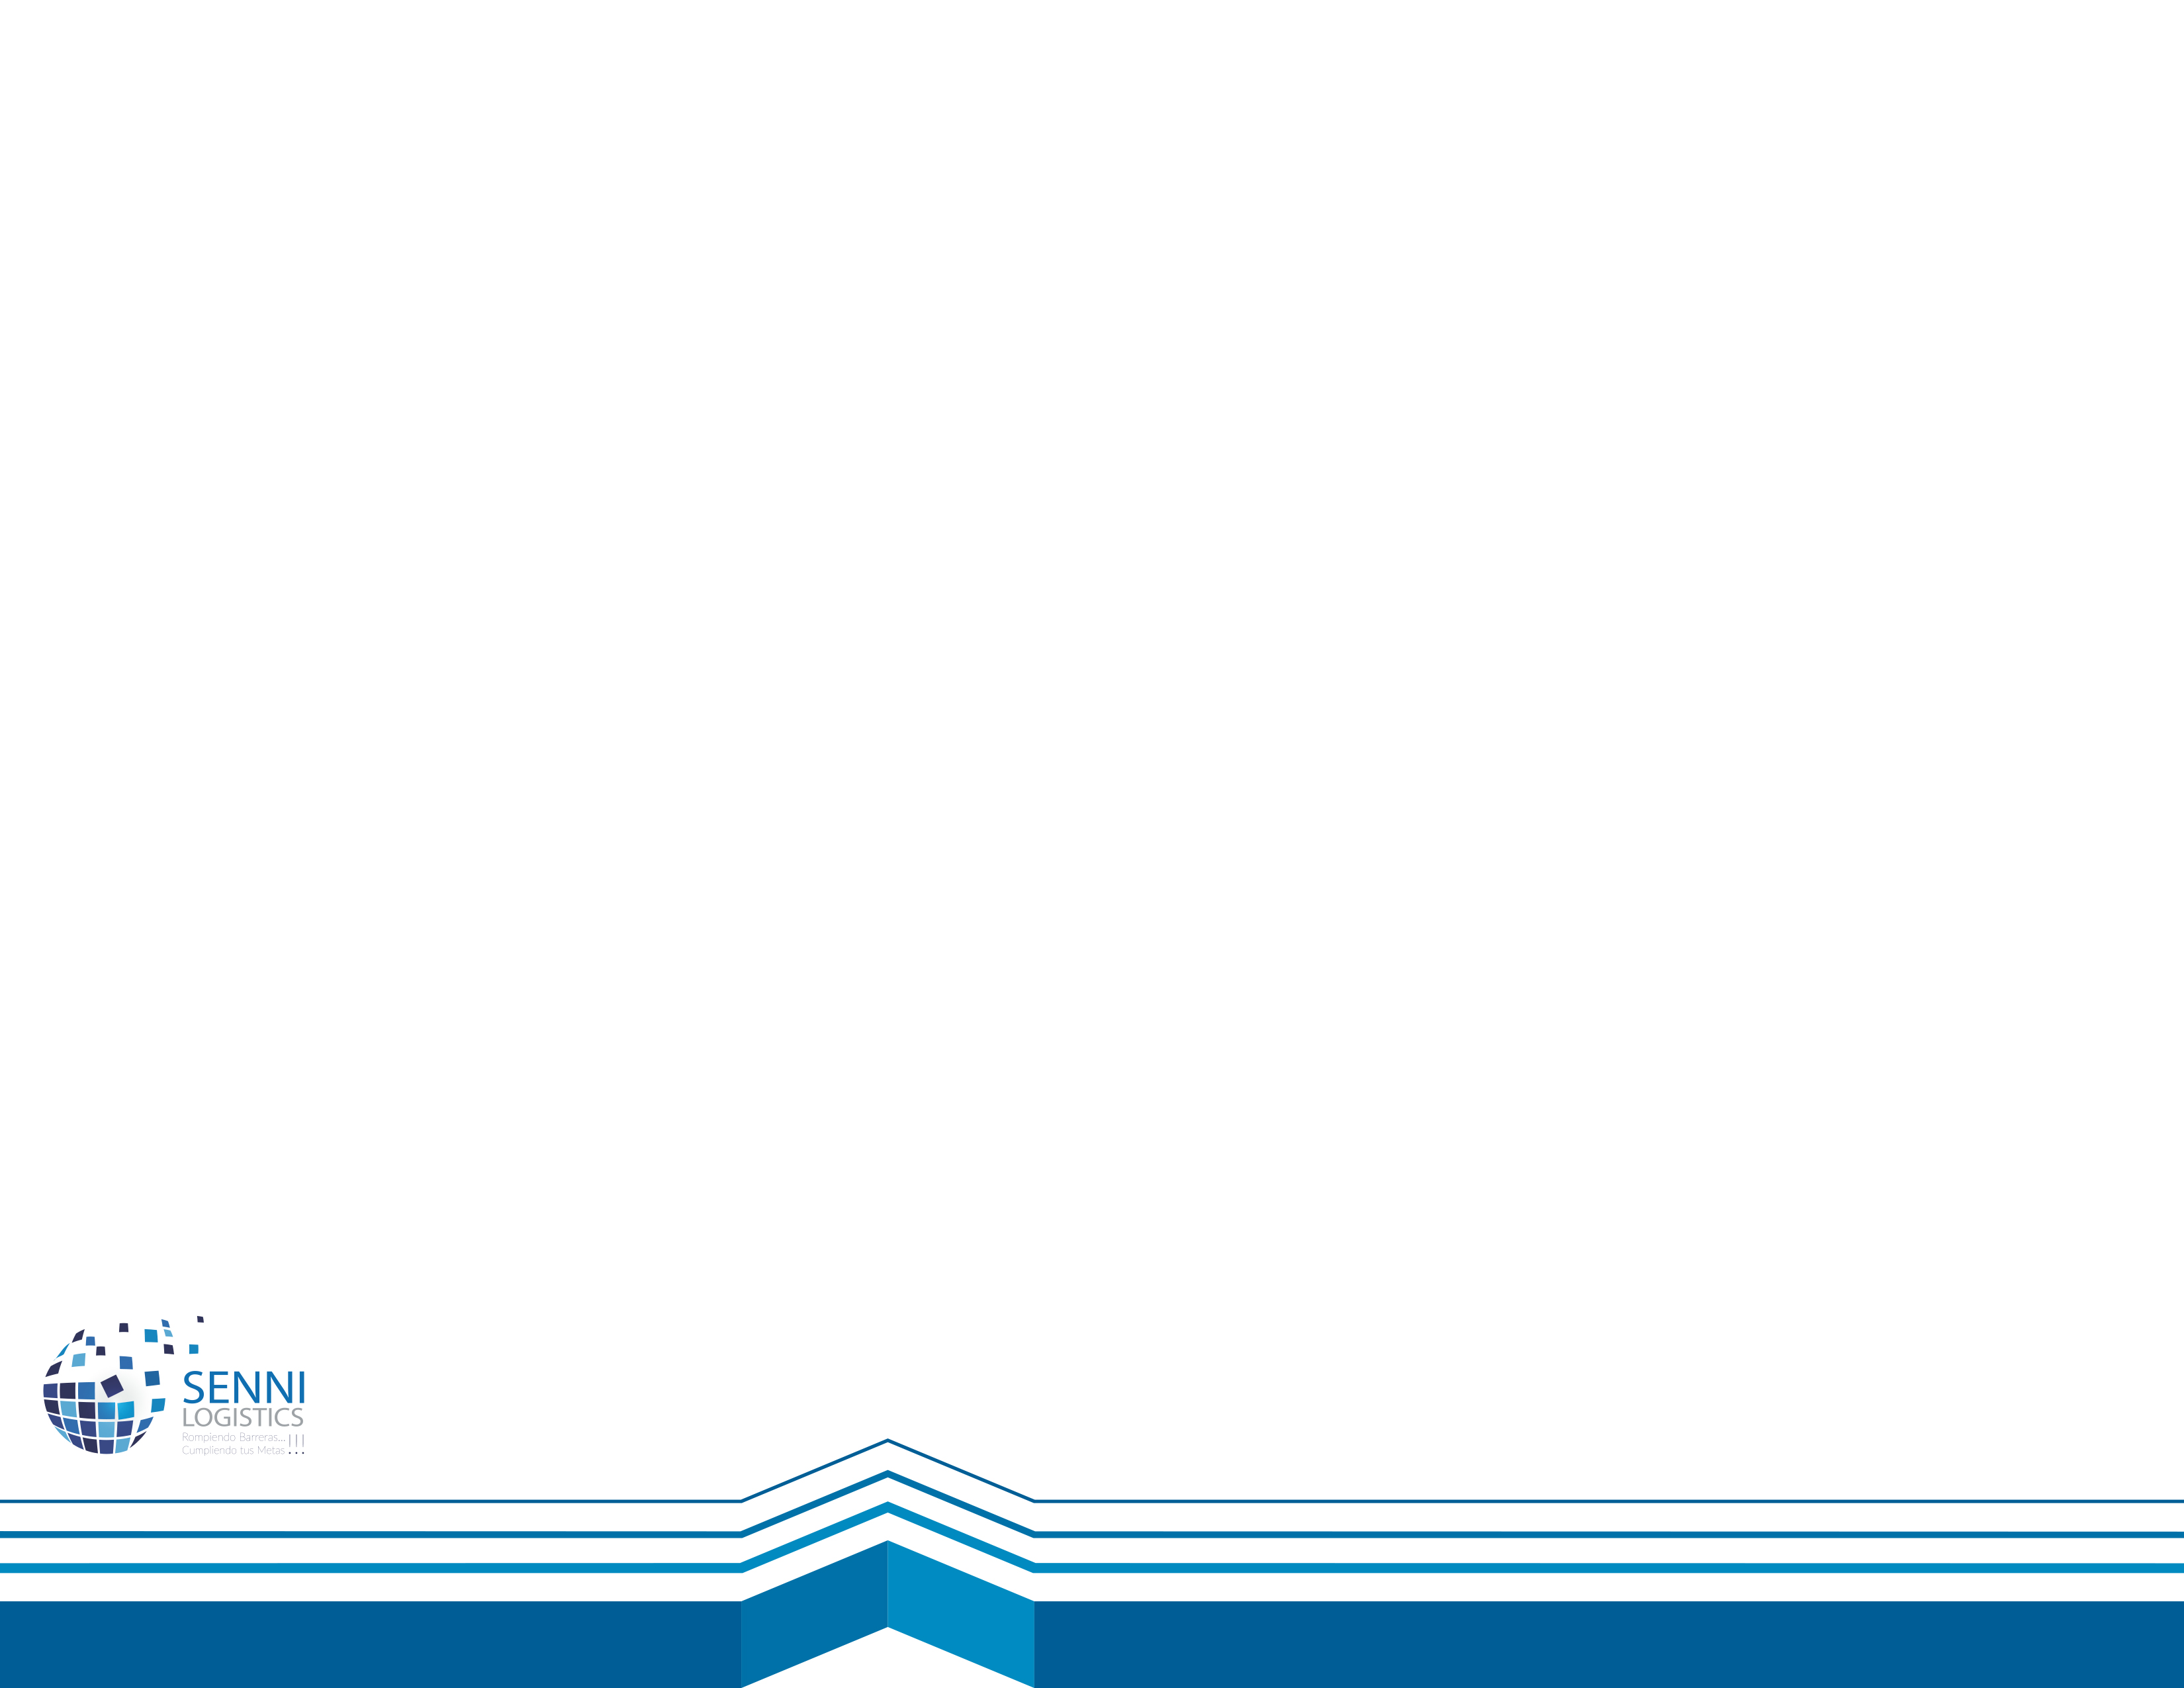 SENNI
LOGISTICS
Rompiendo Barreras...
Cumpliendo tus Metas !!!